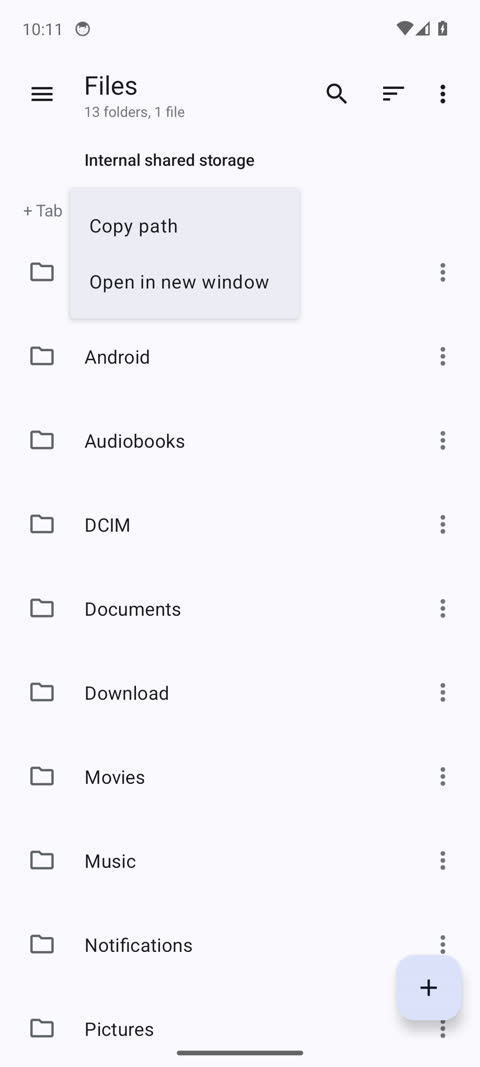 10:11
Files
13 folders, 1 file
Internal shared storage
+ Tab
Copy path
Open in new window
Android
Audiobooks
DCIM
Documents
Download
Movies
Music
Notifications
Pictures